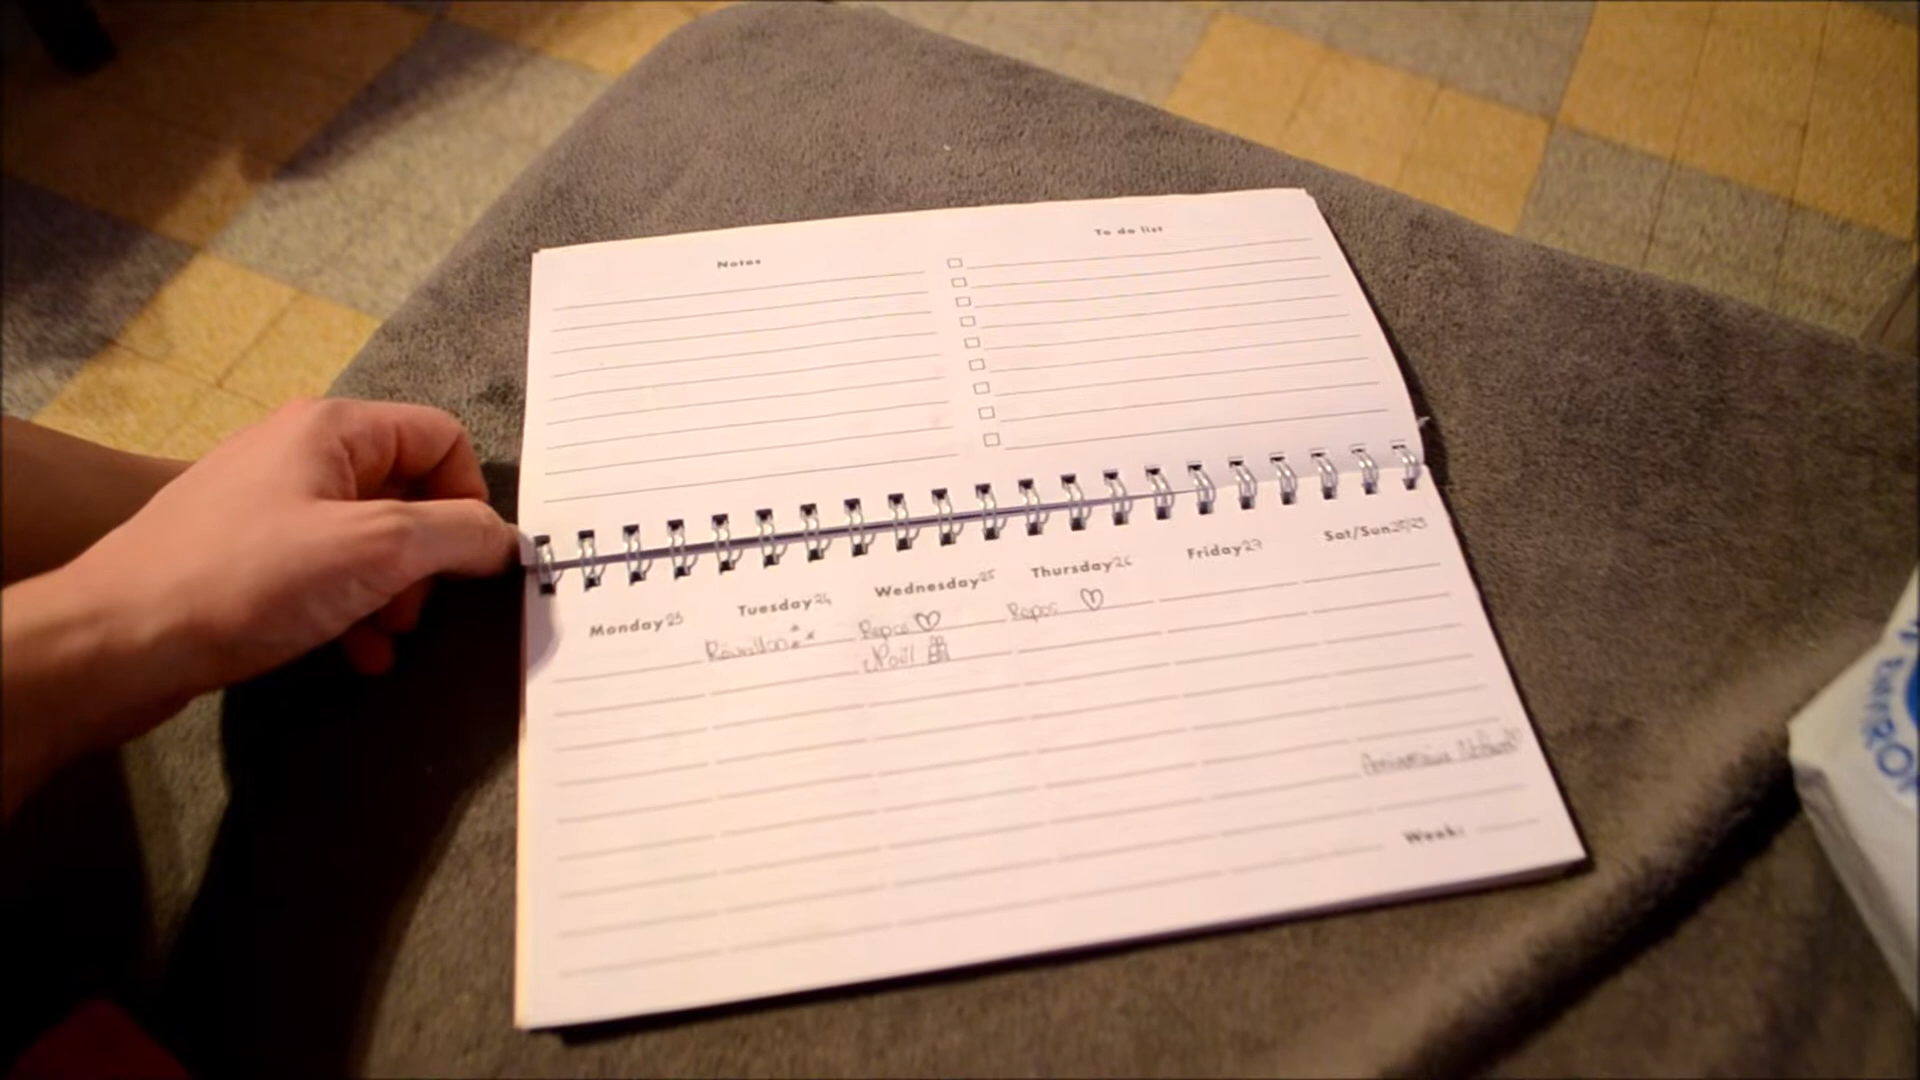 Notes
To do list
Monday 23
Tuesday 24
Wednesday 25
Thursday 26
Friday 27
Sat/Sun 28/29
Réveillon
Repos ♡
Repos ♡
Noël
Anniversaire
Week: